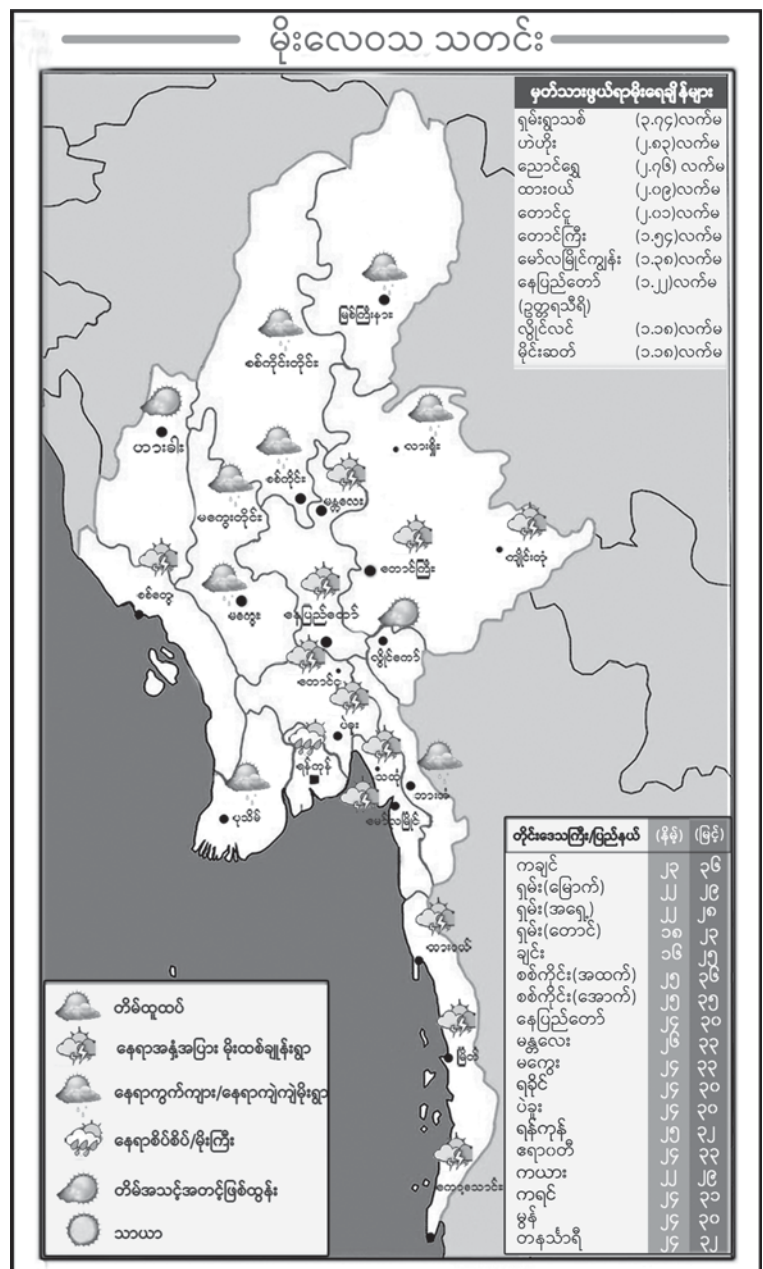 မိုးလေဝသ သတင်း
မှတ်သားဖွယ်ရာမိုးရေချိန်များ
ရှမ်းရွာသစ် (၃.၇၄)လက်မ
ဟဲဟိုး (၂.၈၃)လက်မ
ညောင်ရွှေ (၂.၇၆) လက်မ
ထားဝယ် (၂.၀၉)လက်မ
တောင်ငူ (၂.၀၁)လက်မ
တောင်ကြီး (၁.၅၄)လက်မ
မော်လမြိုင်ကျွန်း (၁.၃၈)လက်မ
နေပြည်တော် (၁.၂၂)လက်မ
(ဥတ္တရသီရိ)
လွိုင်လင် (၁.၁၈)လက်မ
မိုင်းဆတ် (၁.၁၈)လက်မ
မြစ်ကြီးနား
စစ်ကိုင်းတိုင်း
ဟားခါး
လားရှိုး
စစ်ကိုင်း
မန္တလေး
မကွေးတိုင်း
ကျိုင်းတုံ
တောင်ကြီး
စစ်တွေ
မကွေး
နေပြည်တော်
လွိုင်ကော်
တောင်ငူ
ပဲခူး
ရန်ကုန်
သထုံ
ဘားအံ
ပုသိမ်
မော်လမြိုင်
ထားဝယ်
မြိတ်
ကော့သောင်း
တိမ်ထူထပ်
နေရာအနှံ့အပြား မိုးထစ်ချုန်းရွာ
နေရာကွက်ကျား/နေရာကျဲကျဲမိုးရွာ
နေရာစိပ်စိပ်/မိုးကြီး
တိမ်အသင့်အတင့်ဖြစ်ထွန်း
သာယာ
တိုင်းဒေသကြီး/ပြည်နယ် (နိမ့်) (မြင့်)
ကချင် ၂၃ ၃၆
ရှမ်း(မြောက်) ၂၂ ၂၉
ရှမ်း(အရှေ့) ၂၂ ၂၈
ရှမ်း(တောင်) ၁၈ ၂၃
ချင်း ၁၆ ၂၅
စစ်ကိုင်း(အထက်) ၂၅ ၃၆
စစ်ကိုင်း(အောက်) ၂၅ ၃၅
နေပြည်တော် ၂၄ ၃၀
မန္တလေး ၂၆ ၃၃
မကွေး ၂၄ ၃၃
ရခိုင် ၂၄ ၃၀
ပဲခူး ၂၄ ၃၀
ရန်ကုန် ၂၅ ၃၂
ဧရာဝတီ ၂၄ ၃၃
ကယား ၂၂ ၂၉
ကရင် ၂၄ ၃၁
မွန် ၂၄ ၃၀
တနင်္သာရီ ၂၄ ၃၂